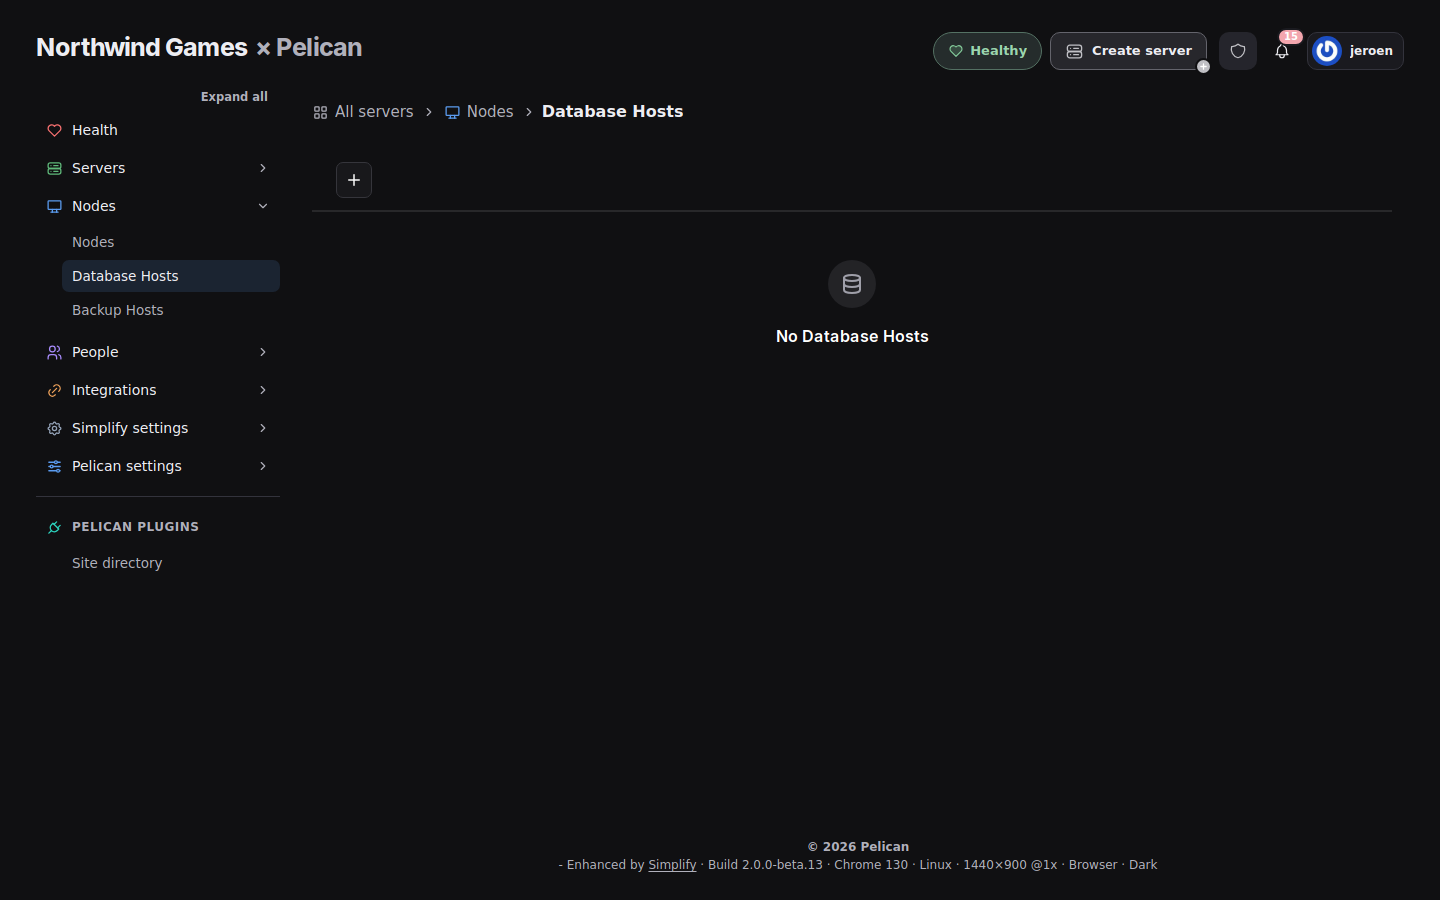 Northwind Games × Pelican
Healthy
Create server
15
jeroen
Expand all
Health
Servers
Nodes
Nodes
Database Hosts
Backup Hosts
People
Integrations
Simplify settings
Pelican settings
PELICAN PLUGINS
Site directory
All servers > Nodes > Database Hosts
No Database Hosts
© 2026 Pelican
- Enhanced by Simplify · Build 2.0.0-beta.13 · Chrome 130 · Linux · 1440×900 @1x · Browser · Dark